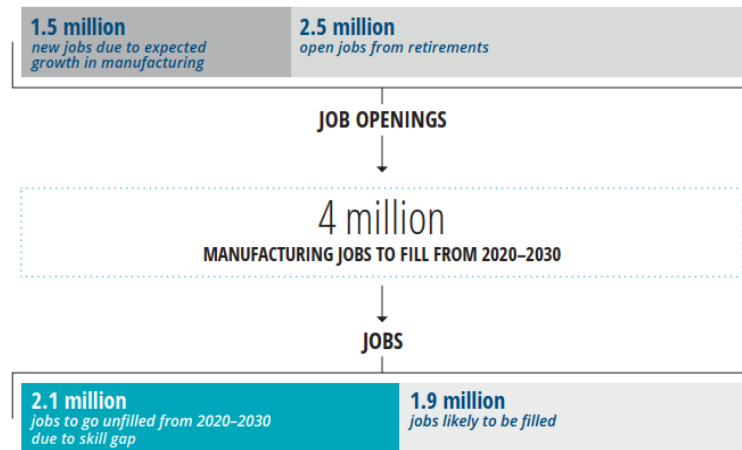 1.5 million
new jobs due to expected
growth in manufacturing
2.5 million
open jobs from retirements
JOB OPENINGS
4 million
MANUFACTURING JOBS TO FILL FROM 2020–2030
JOBS
2.1 million
jobs to go unfilled from 2020–2030
due to skill gap
1.9 million
jobs likely to be filled